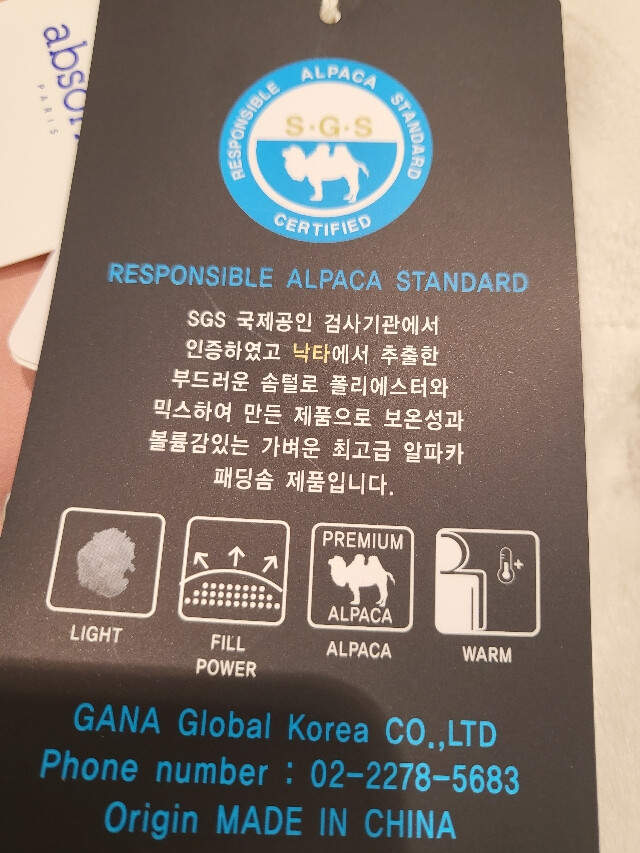 PARIS
RESPONSIBLE ALPACA STANDARD
S·G·S
CERTIFIED
RESPONSIBLE ALPACA STANDARD
SGS 국제공인 검사기관에서
인증하였고 낙타에서 추출한
부드러운 솜털로 폴리에스터와
믹스하여 만든 제품으로 보온성과
볼륨감있는 가벼운 최고급 알파카
패딩솜 제품입니다.
PREMIUM
ALPACA
LIGHT
FILL
POWER
ALPACA
WARM
GANA Global Korea CO.,LTD
Phone number : 02-2278-5683
Origin MADE IN CHINA